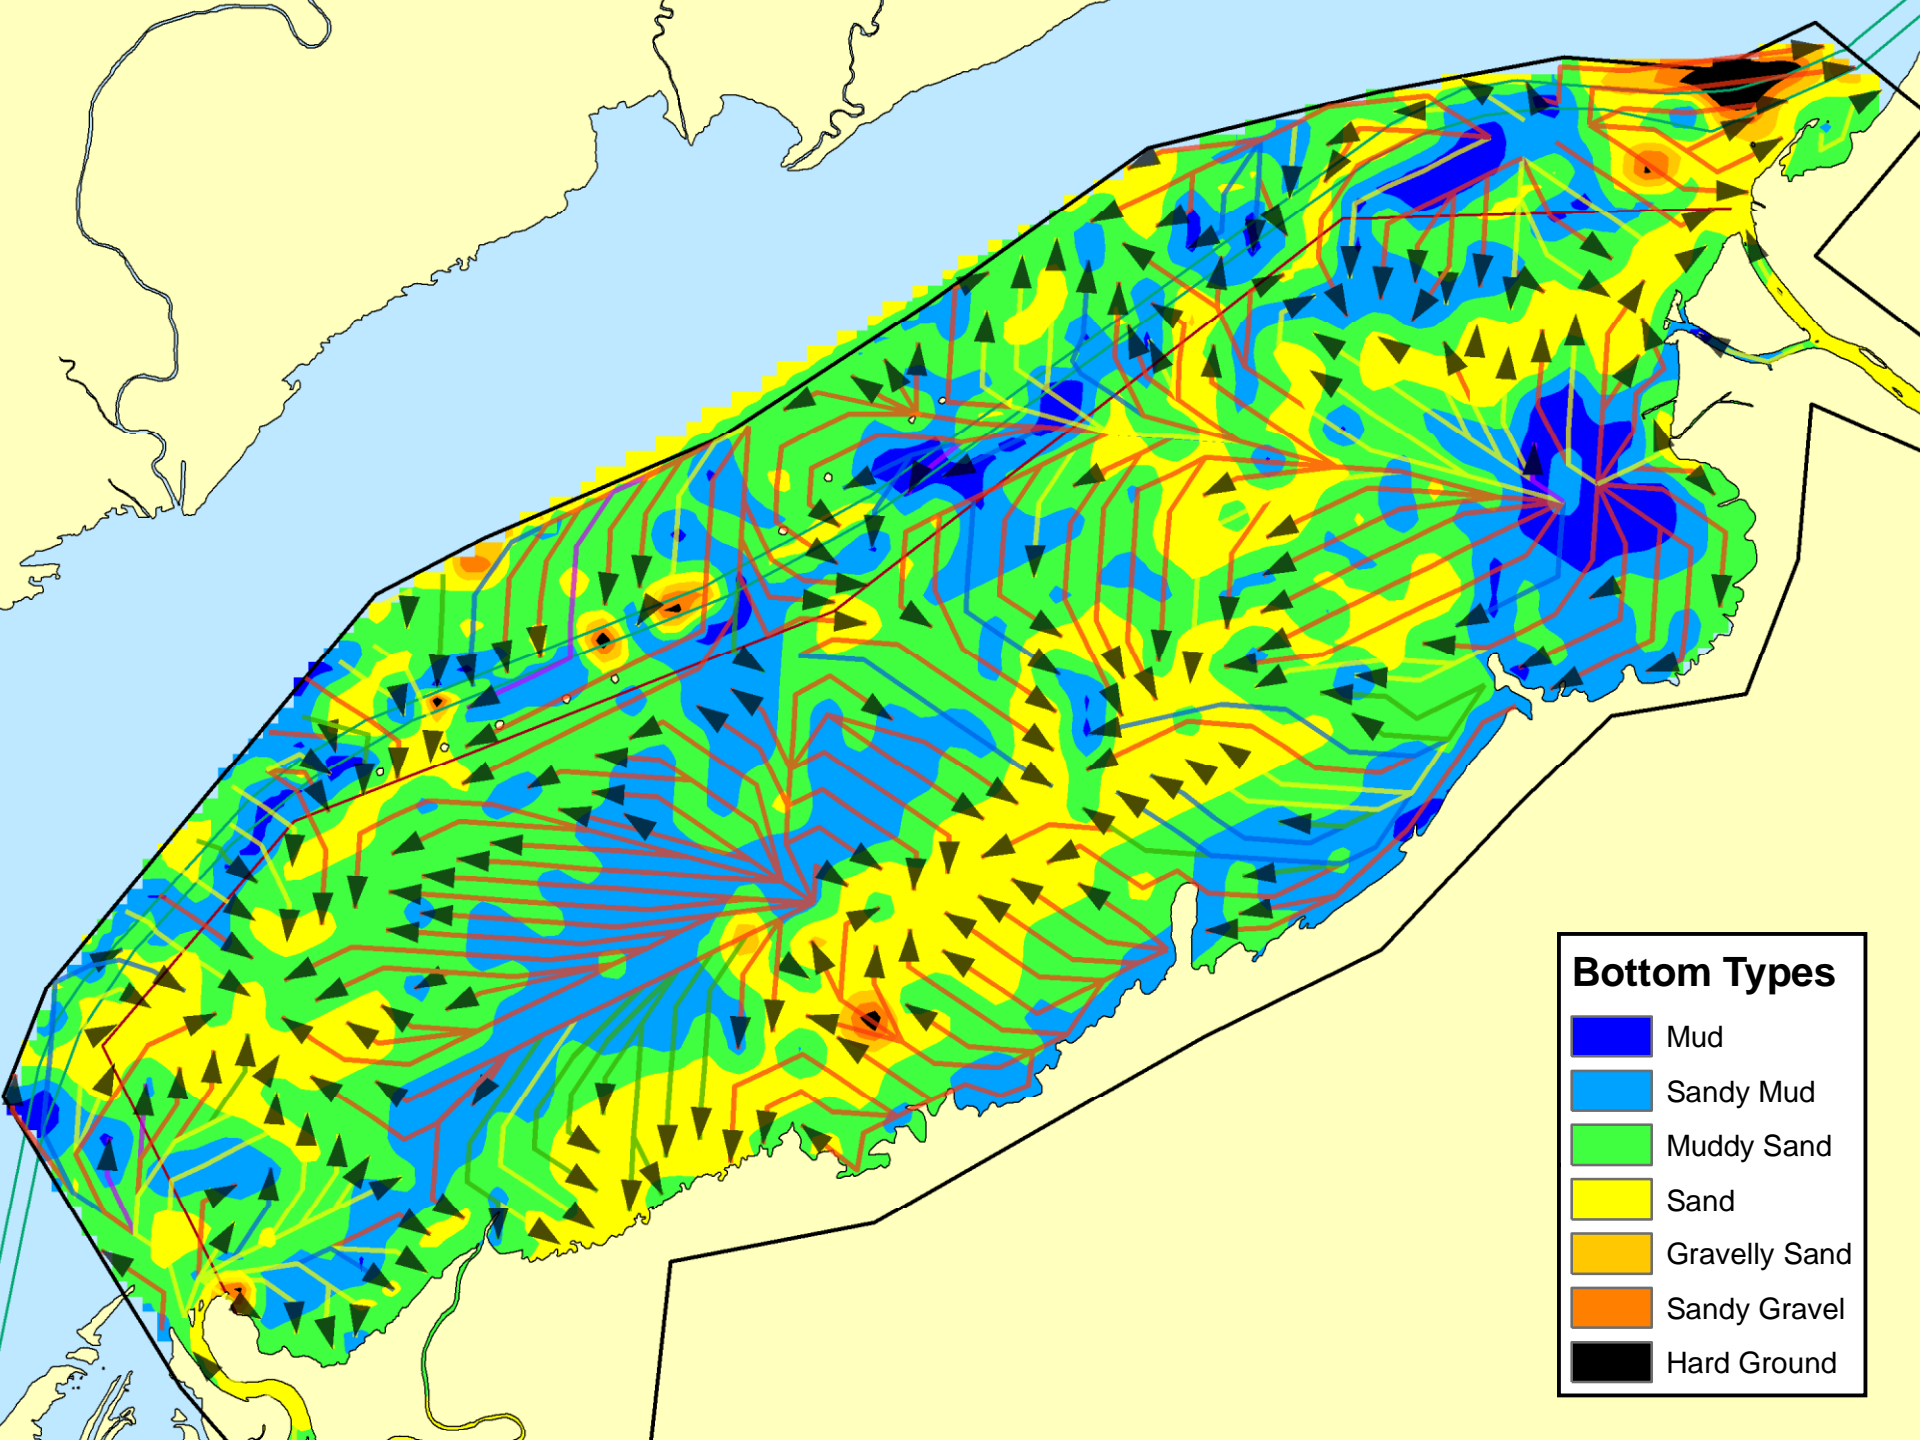 Bottom Types
Mud
Sandy Mud
Muddy Sand
Sand
Gravelly Sand
Sandy Gravel
Hard Ground